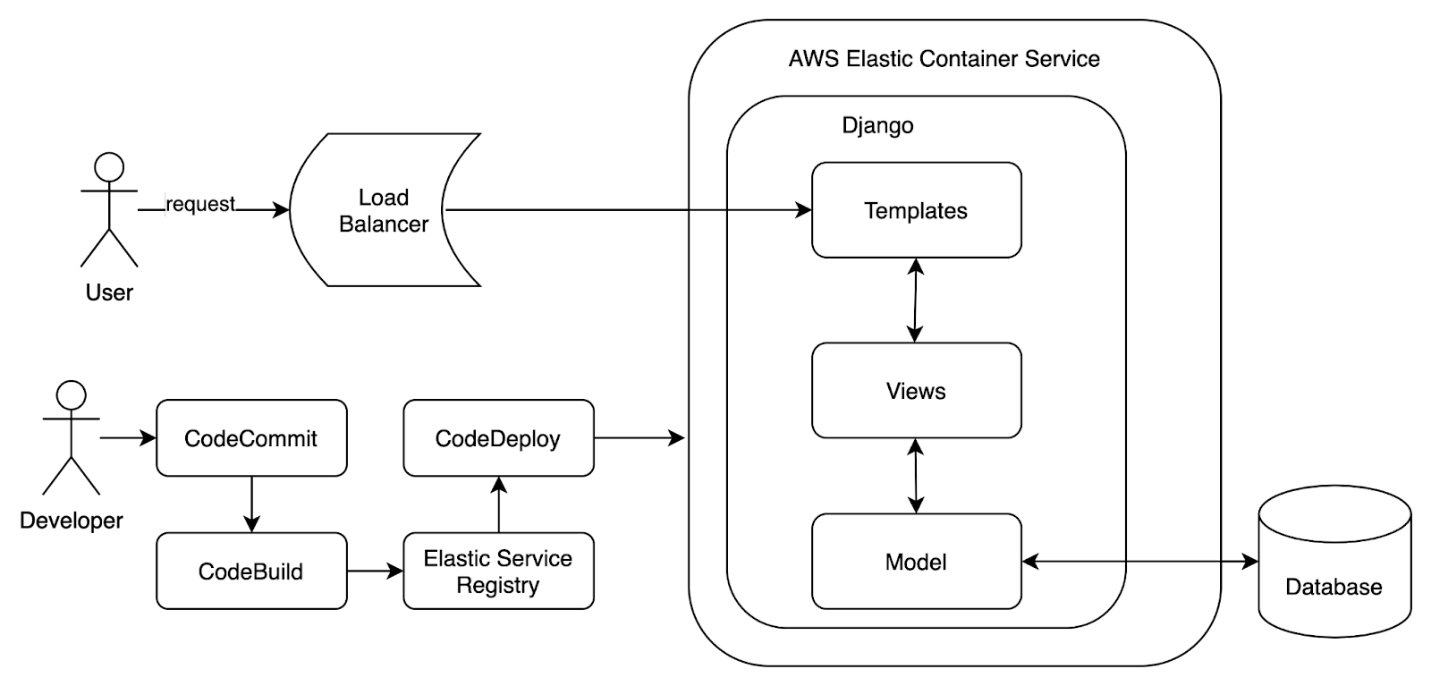 AWS Elastic Container Service
Django
request
Load
Balancer
Templates
User
Views
CodeCommit
CodeDeploy
Developer
CodeBuild
Elastic Service
Registry
Model
Database